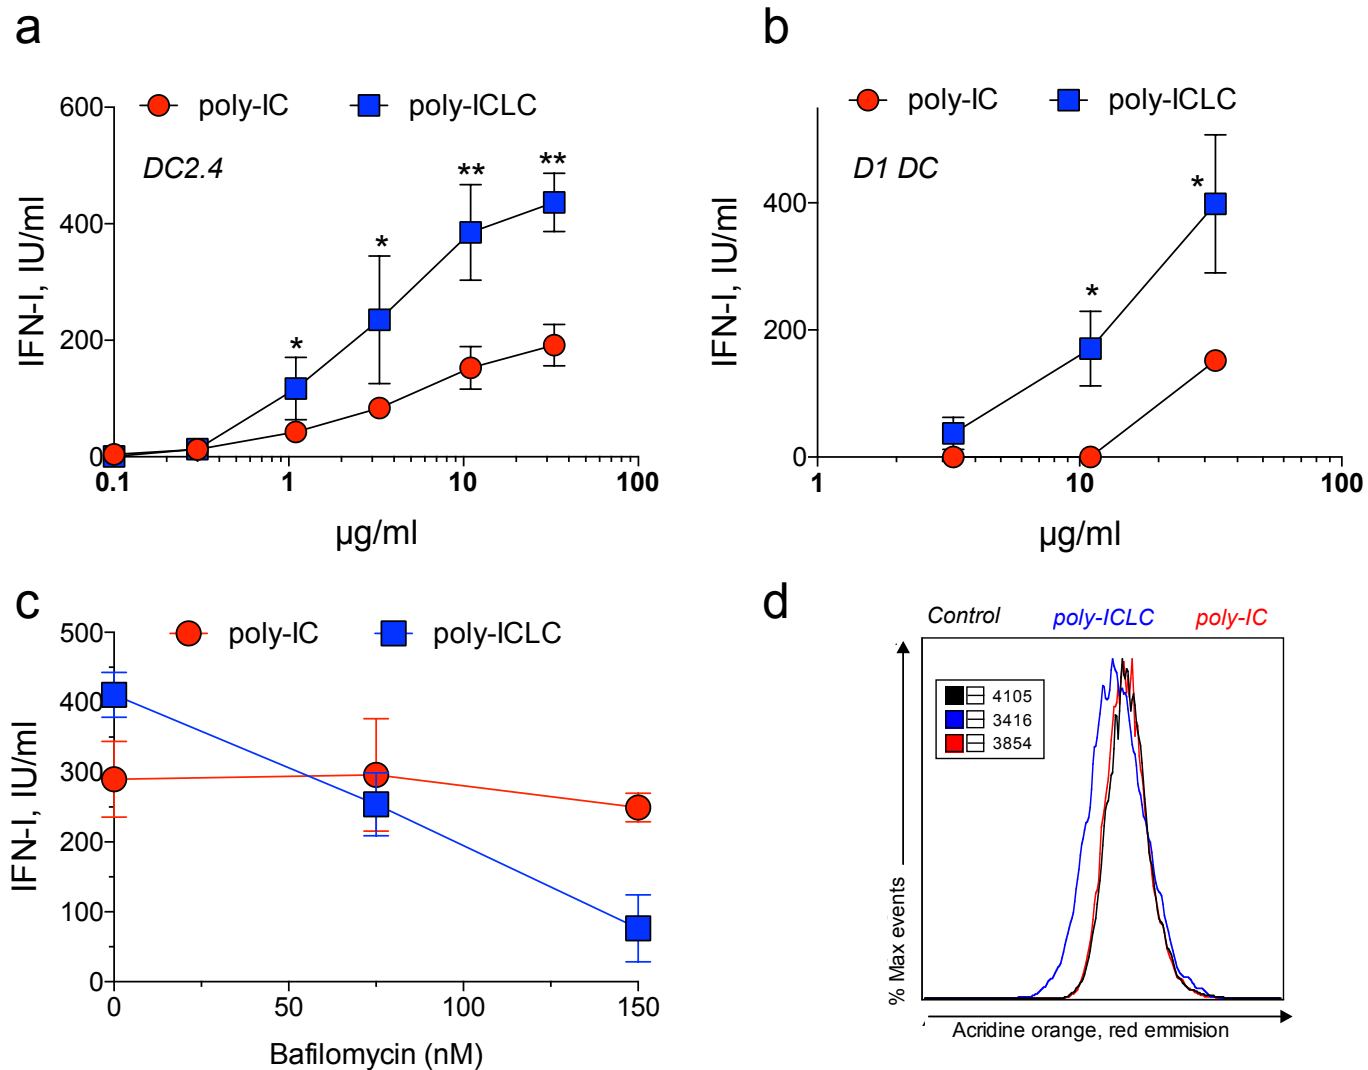 a
poly-IC
poly-ICLC
DC2.4
IFN-I, IU/ml
600
400
200
0
*
*
**
**
0.1
1
10
100
µg/ml
b
poly-IC
poly-ICLC
D1 DC
IFN-I, IU/ml
400
200
0
*
*
1
10
100
µg/ml
c
poly-IC
poly-ICLC
IFN-I, IU/ml
500
400
300
200
100
0
0
50
100
150
Bafilomycin (nM)
d
Control
poly-ICLC
poly-IC
4105
3416
3854
% Max events
Acridine orange, red emmision